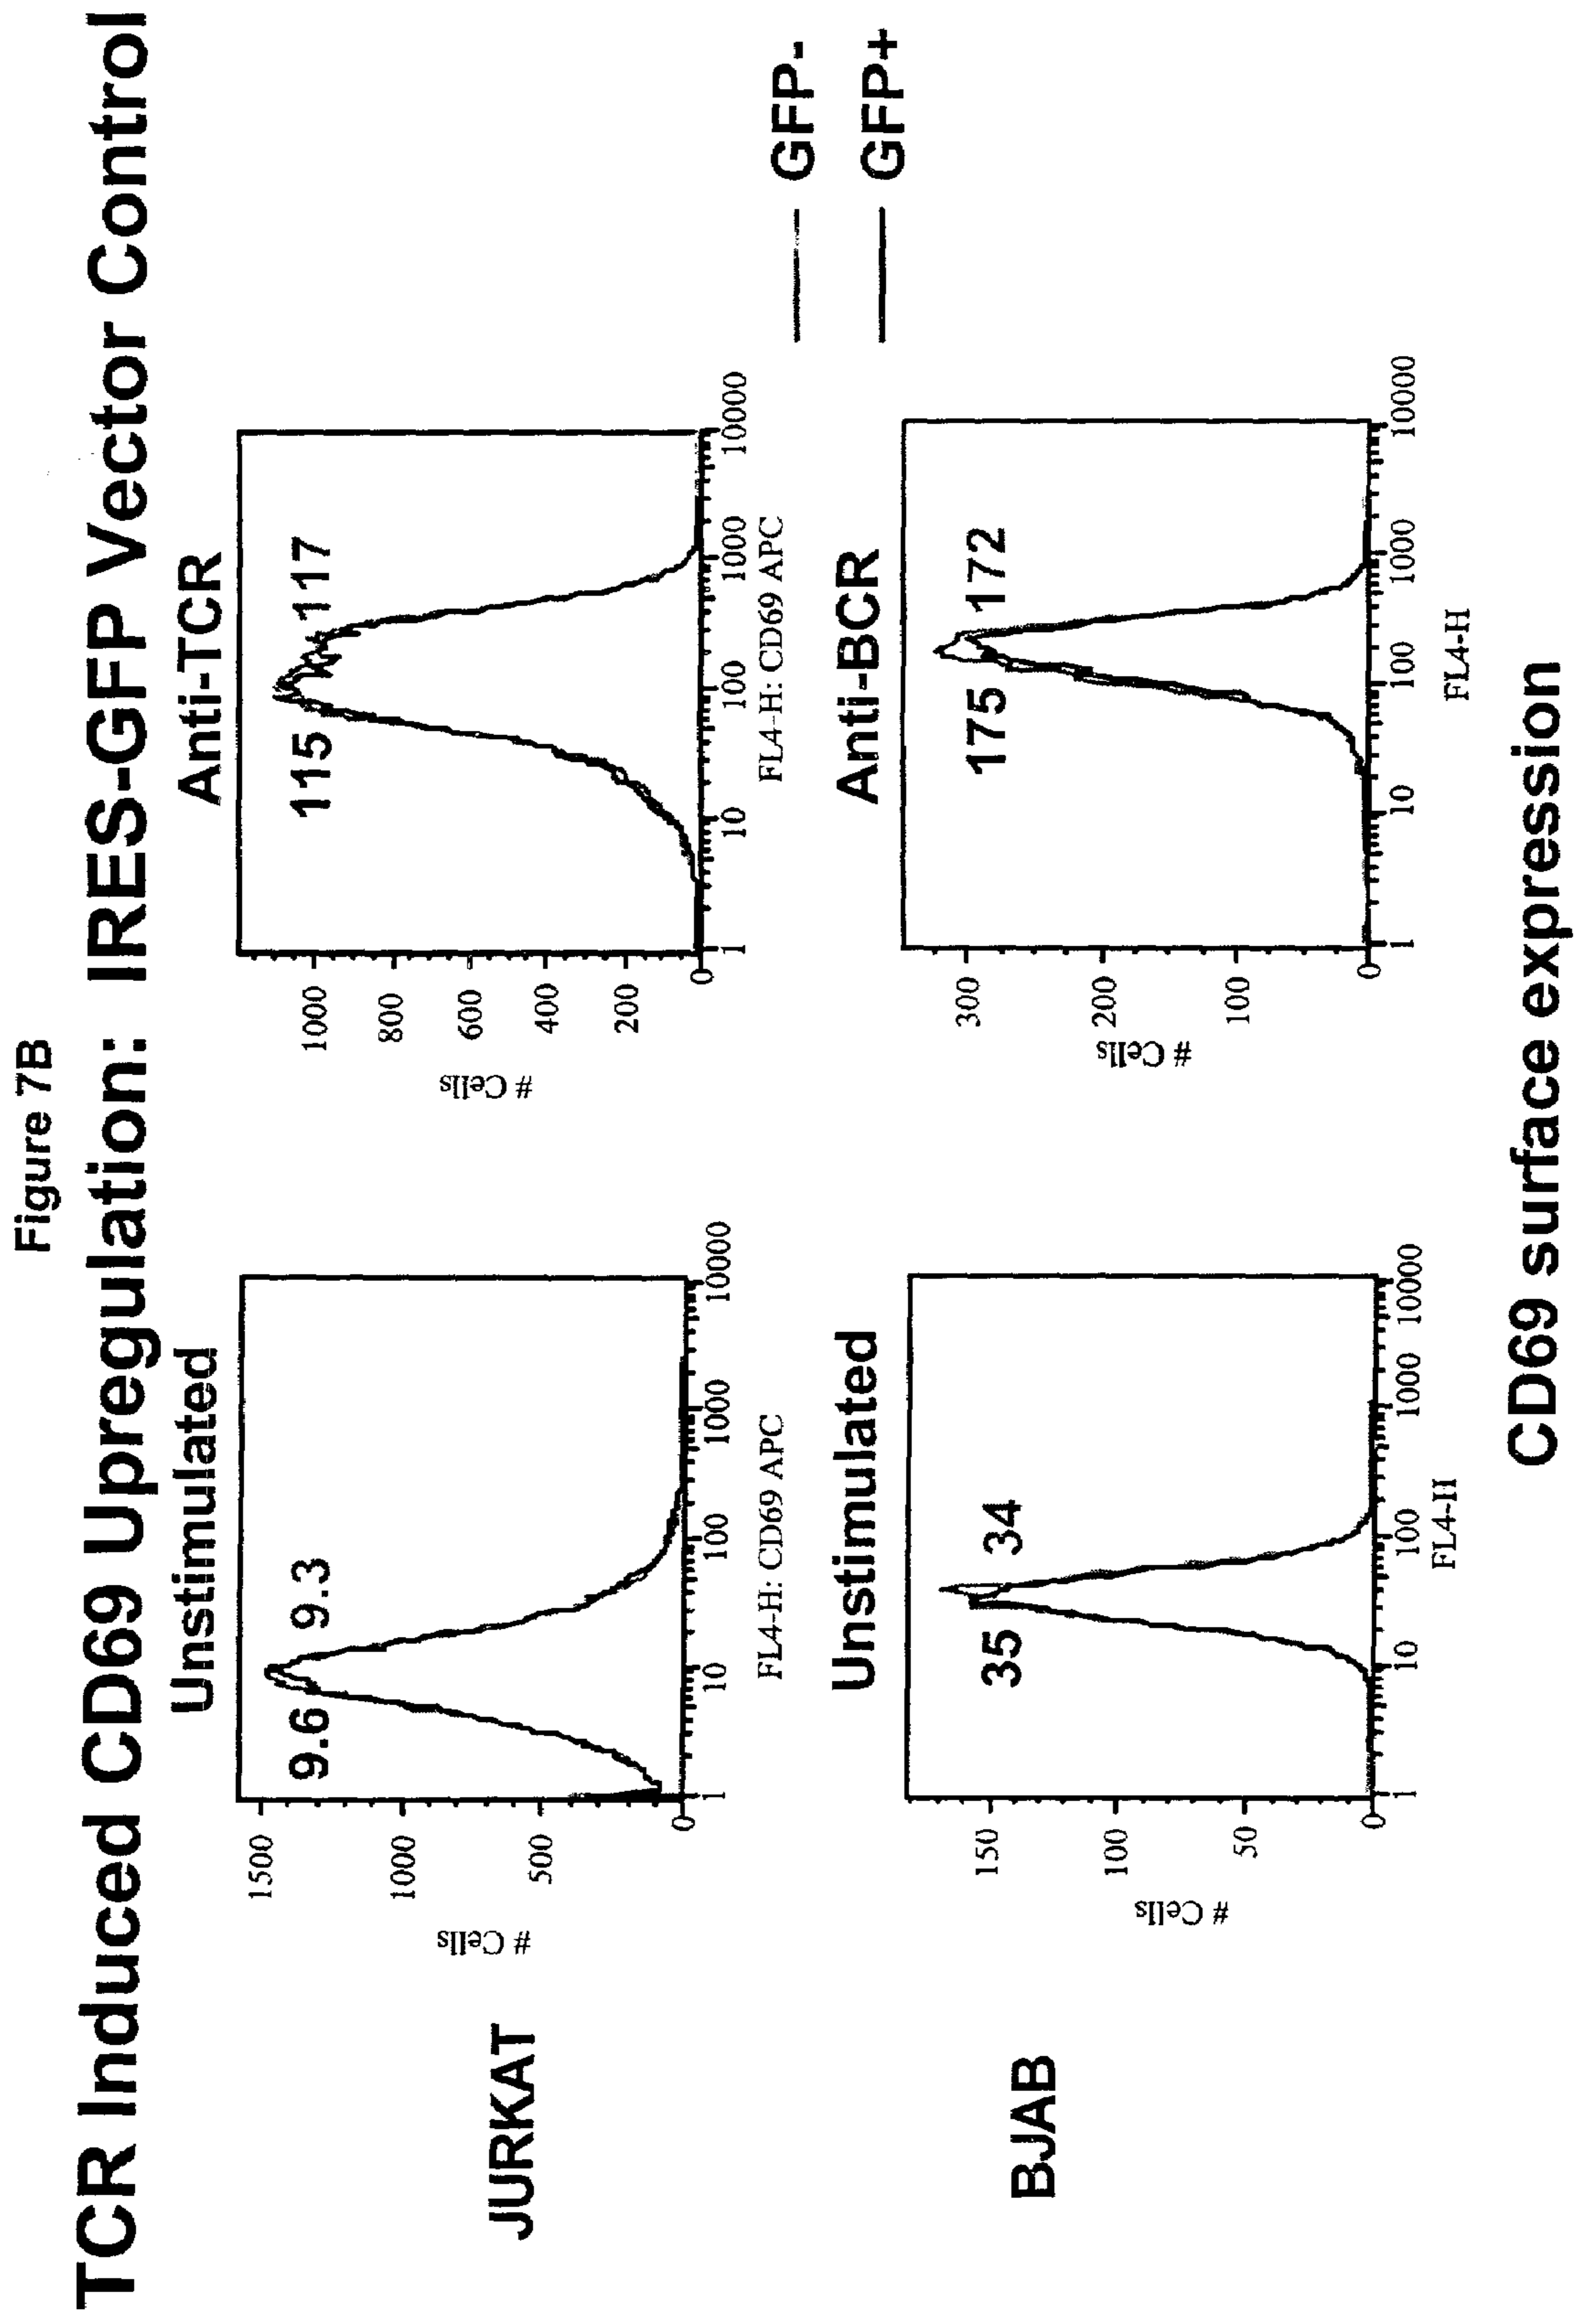 Figure 7B
TCR Induced CD69 Upregulation: IRES-GFP Vector Control
Unstimulated
Anti-TCR
JURKAT
# Cells
1500
1000
500
0
9.6
9.3
1
10
100
1000
10000
FL4-H: CD69 APC
# Cells
1000
800
600
400
200
0
115
117
1
10
100
1000
10000
FL4-H: CD69 APC
Unstimulated
Anti-BCR
BJAB
# Cells
150
100
50
0
35
34
1
10
100
1000
10000
FL4-H
# Cells
300
200
100
0
175
172
1
10
100
1000
10000
FL4-H
GFP-
GFP+
CD69 surface expression